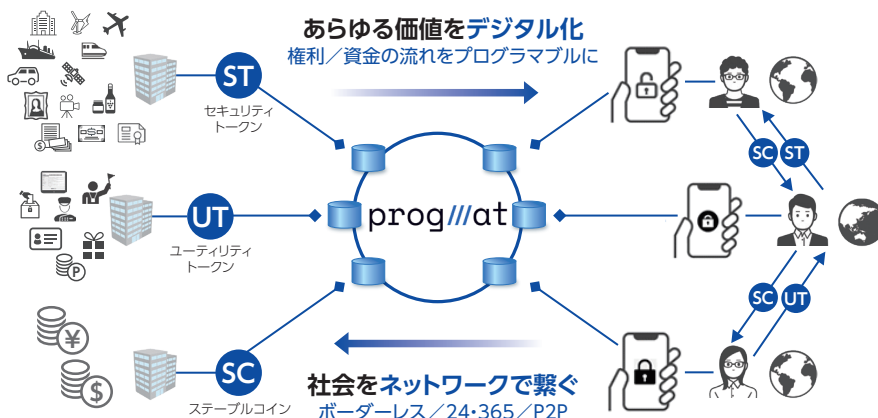 あらゆる価値をデジタル化
権利／資金の流れをプログラマブルに
ST
セキュリティ
トークン
SC
ST
UT
ユーティリティ
トークン
progmat
P
SC
UT
¥
$
SC
ステーブルコイン
社会をネットワークで繋ぐ
ボーダーレス／24・365／P2P